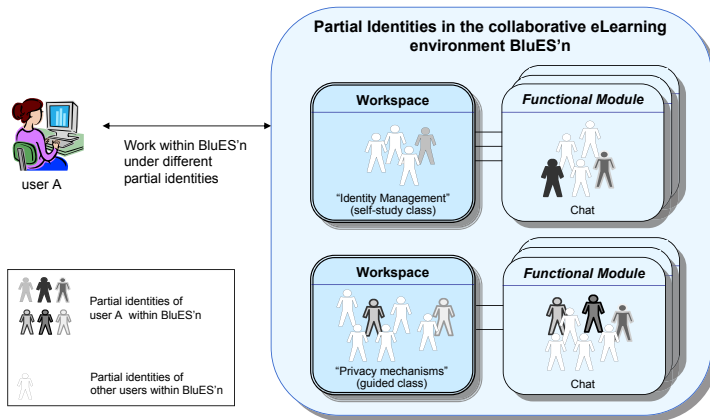 Partial Identities in the collaborative eLearning
environment BluES'n
Workspace
"Identity Management"
(self-study class)
Functional Module
Chat
user A
Work within BluES'n
under different
partial identities
Workspace
"Privacy mechanisms"
(guided class)
Functional Module
Chat
Partial identities of
user A within BluES'n
Partial identities of
other users within BluES'n